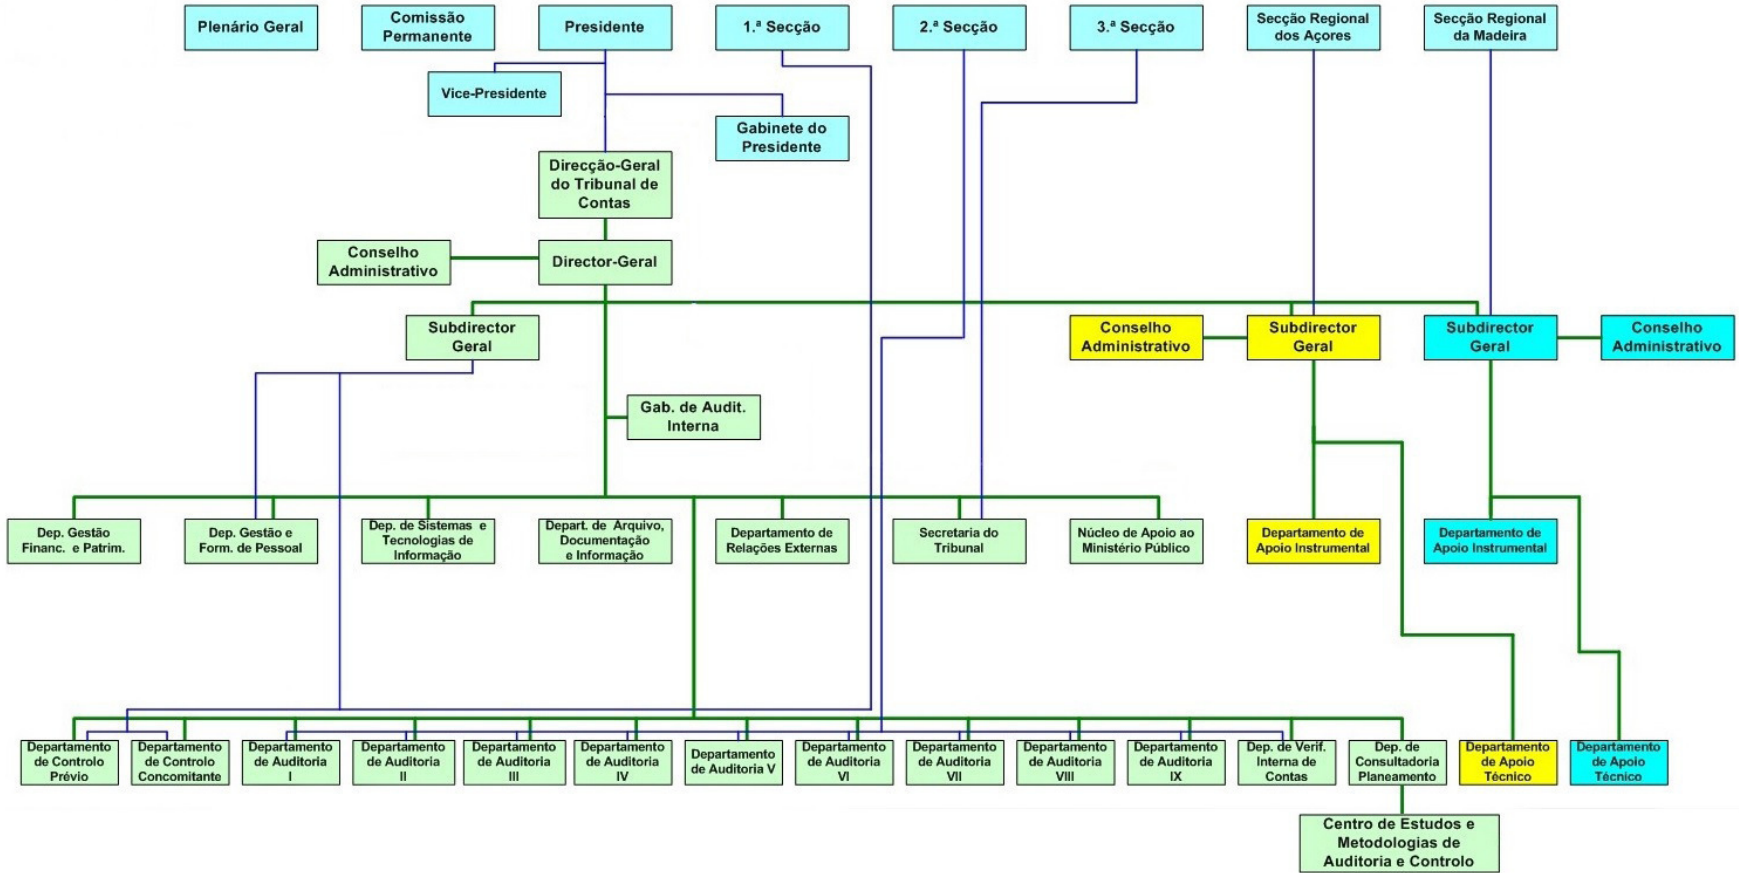 Plenário Geral
Comissão
Permanente
Presidente
1.ª Secção
2.ª Secção
3.ª Secção
Secção Regional
dos Açores
Secção Regional
da Madeira
Vice-Presidente
Gabinete do
Presidente
Direcção-Geral
do Tribunal de
Contas
Conselho
Administrativo
Director-Geral
Subdirector
Geral
Conselho
Administrativo
Subdirector
Geral
Subdirector
Geral
Conselho
Administrativo
Gab. de Audit.
Interna
Dep. Gestão
Financ. e Patrim.
Dep. Gestão e
Form. de Pessoal
Dep. de Sistemas e
Tecnologias de
Informação
Depart. de Arquivo,
Documentação
e Informação
Departamento de
Relações Externas
Secretaria do
Tribunal
Núcleo de Apoio ao
Ministério Público
Departamento de
Apoio Instrumental
Departamento de
Apoio Instrumental
Departamento
de Controlo
Prévio
Departamento
de Controlo
Concomitante
Departamento
de Auditoria
I
Departamento
de Auditoria
II
Departamento
de Auditoria
III
Departamento
de Auditoria
IV
Departamento
de Auditoria V
Departamento
de Auditoria
VI
Departamento
de Auditoria
VII
Departamento
de Auditoria
VIII
Departamento
de Auditoria
IX
Dep. de Verif.
Interna de
Contas
Dep. de
Consultadoria
Planeamento
Departamento
de Apoio
Técnico
Departamento
de Apoio
Técnico
Centro de Estudos e
Metodologias de
Auditoria e Controlo